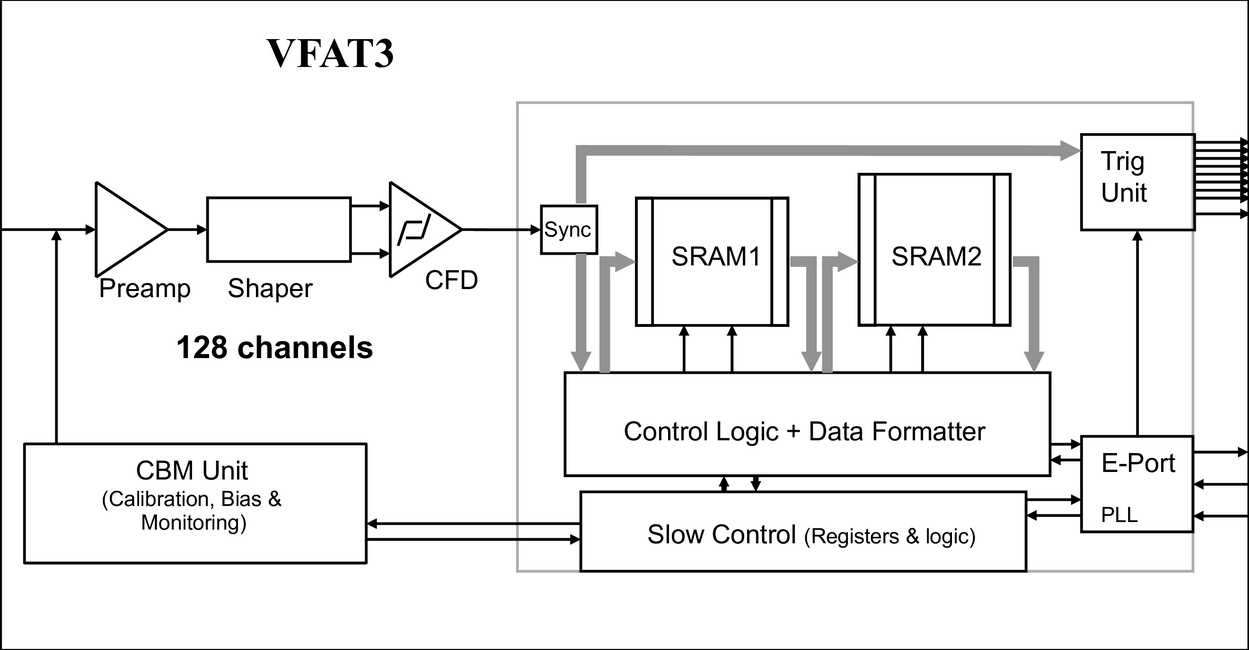 VFAT3
Trig
Unit
Sync
SRAM1
SRAM2
Preamp
Shaper
CFD
128 channels
Control Logic + Data Formatter
CBM Unit
(Calibration, Bias &
Monitoring)
E-Port
PLL
Slow Control (Registers & logic)